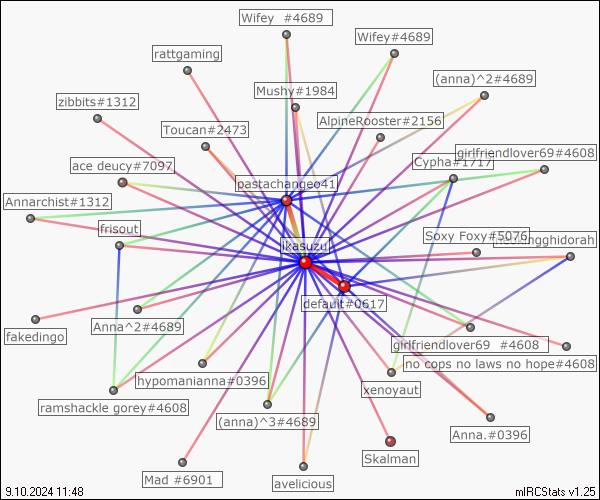 Wifey #4689
Wifey#4689
rattgaming
(anna)^2#4689
Mushy#1984
zibbits#1312
AlpineRooster#2156
Toucan#2473
girlfriendlover69#4608
Cypha#1717
ace deucy#7097
pastachangeo41
Annarchist#1312
frisout
Soxy Foxy#5076
ghidorah
ikasuzu
default#0617
Anna^2#4689
fakedingo
girlfriendlover69 #4608
no cops no laws no hope#4608
hypomanianna#0396
xenoyaut
ramshackle gorey#4608
(anna)^3#4689
Anna.#0396
Skalman
Mad #6901
avelicious
9.10.2024 11:48
mIRCStats v1.25